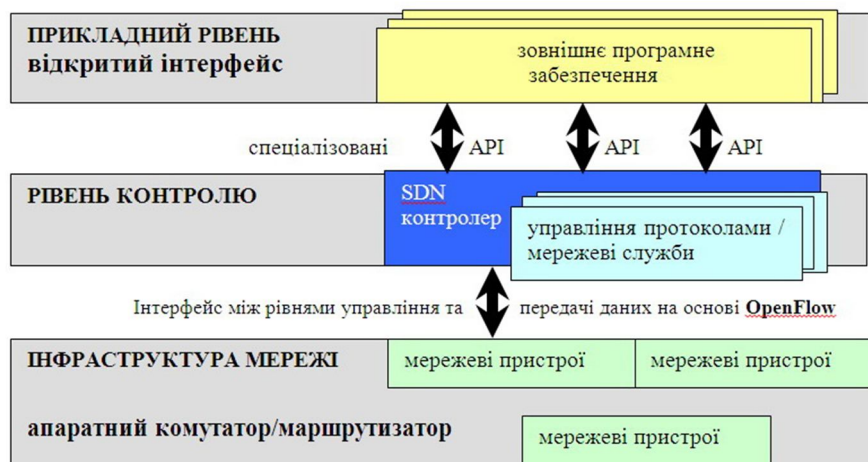 ПРИКЛАДНИЙ РІВЕНЬ
відкритий інтерфейс
зовнішнє програмне
забезпечення
спеціалізовані API API API
РІВЕНЬ КОНТРОЛЮ
SDN
контролер
управління протоколами /
мережеві служби
Інтерфейс між рівнями управління та передачі даних на основі OpenFlow
ІНФРАСТРУКТУРА МЕРЕЖІ
мережеві пристрої мережеві пристрої
апаратний комутатор/маршрутизатор
мережеві пристрої